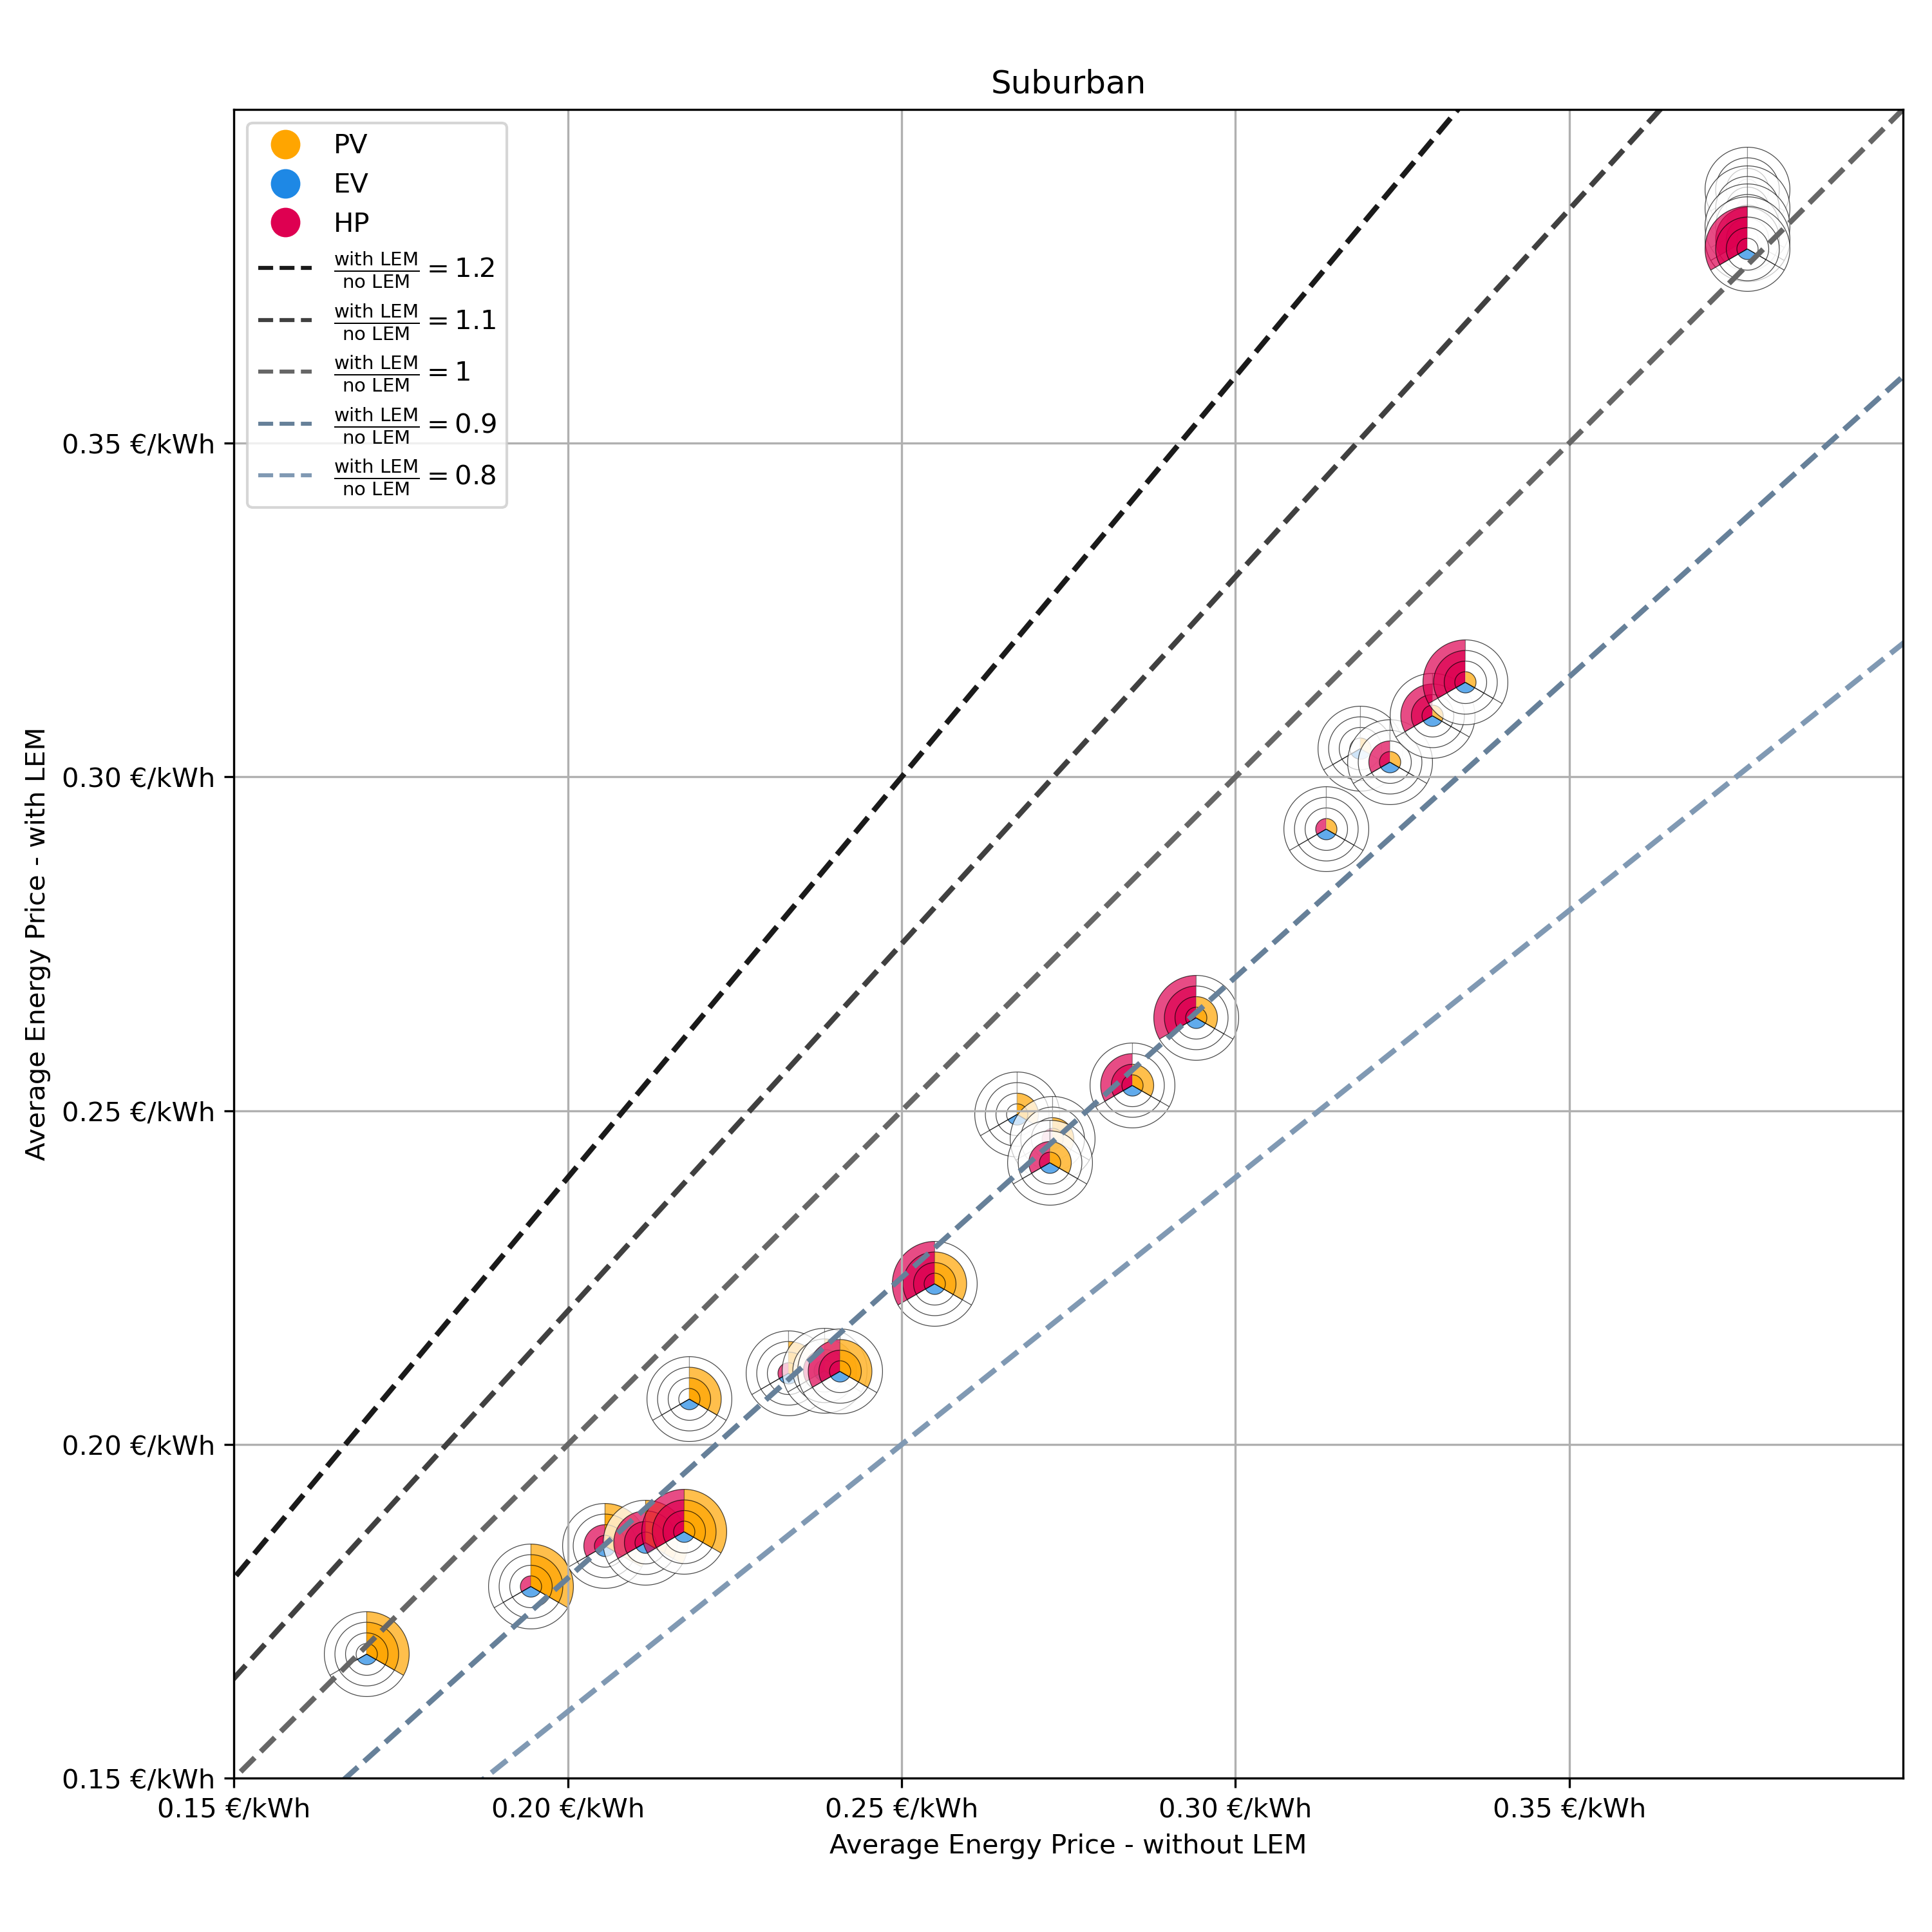 Suburban
PV
EV
HP
with LEM
no LEM = 1.2
with LEM
no LEM = 1.1
with LEM
no LEM = 1
with LEM
no LEM = 0.9
with LEM
no LEM = 0.8
Average Energy Price - with LEM
0.35 €/kWh
0.30 €/kWh
0.25 €/kWh
0.20 €/kWh
0.15 €/kWh
0.15 €/kWh 0.20 €/kWh 0.25 €/kWh 0.30 €/kWh 0.35 €/kWh
Average Energy Price - without LEM